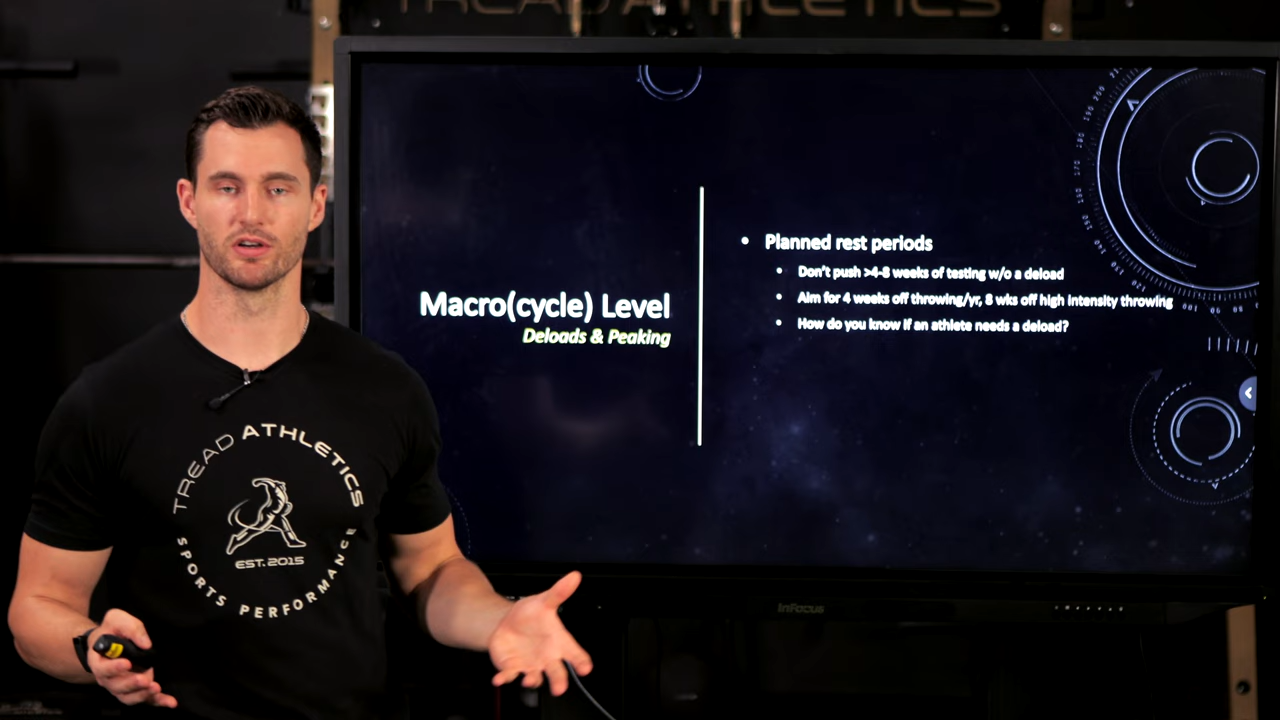 TREAD ATHLETICS
Macro(cycle) Level
Deloads & Peaking
• Planned rest periods
• Don't push >4-8 weeks of testing w/o a deload
• Aim for 4 weeks off throwing/yr, 8 wks off high intensity throwing
• How do you know if an athlete needs a deload?
TREAD ATHLETICS
EST. 2015
SPORTS PERFORMANCE
InFocus